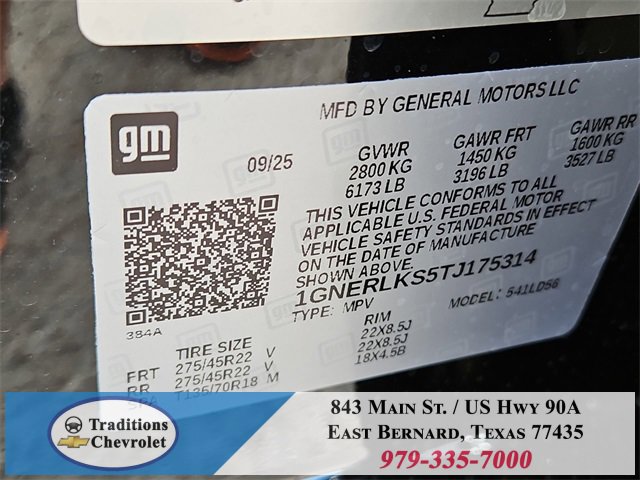 gm
MFD BY GENERAL MOTORS LLC
09/25
GVWR GAWR FRT GAWR RR
2800 KG 1450 KG 1600 KG
6173 LB 3196 LB 3527 LB
THIS VEHICLE CONFORMS TO ALL
APPLICABLE U.S. FEDERAL MOTOR
VEHICLE SAFETY STANDARDS IN EFFECT
ON THE DATE OF MANUFACTURE
SHOWN ABOVE.
1GNERLKS5TJ175314
TYPE: MPV MODEL: 541LD56
384A
TIRE SIZE RIM
FRT 275/45R22 V 22X8.5J
RR 275/45R22 V 22X8.5J
SPA T135/70R18 M 18X4.5B
Traditions
Chevrolet
843 Main St. / US Hwy 90A
East Bernard, Texas 77435
979-335-7000